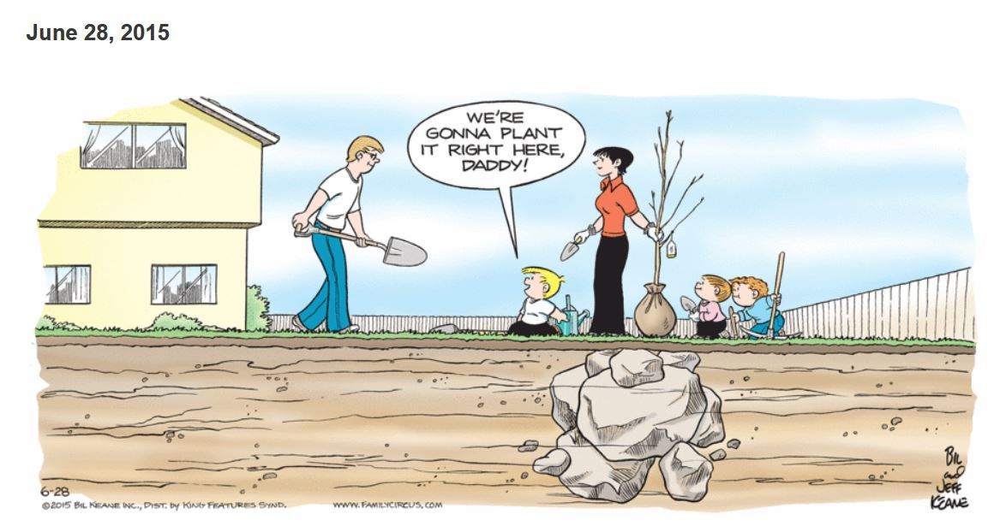 June 28, 2015
WE'RE
GONNA PLANT
IT RIGHT HERE,
DADDY!
6-28
©2015 BIL KEANE INC., DIST. by KING FEATURES SYND.
WWW.FAMILYCIRCUS.COM
BIL
and
JEFF
KEANE